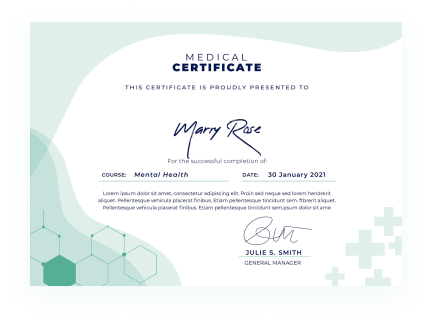 MEDICAL
CERTIFICATE
THIS CERTIFICATE IS PROUDLY PRESENTED TO
Marry Rose
For the successful completion of:
COURSE: Mental Health DATE: 30 January 2021
Lorem ipsum dolor sit amet, consectetur adipiscing elit. Proin sed neque sed lorem hendrerit
aliquet. Pellentesque vehicula placerat finibus. Etiam pellentesque tincidunt sem. ftbrerit aliquet.
Pellentesque vehicula placerat finibus. Etiam pellentesque tincidunt sem.psum dolor sit ame
JULIE S. SMITH
GENERAL MANAGER